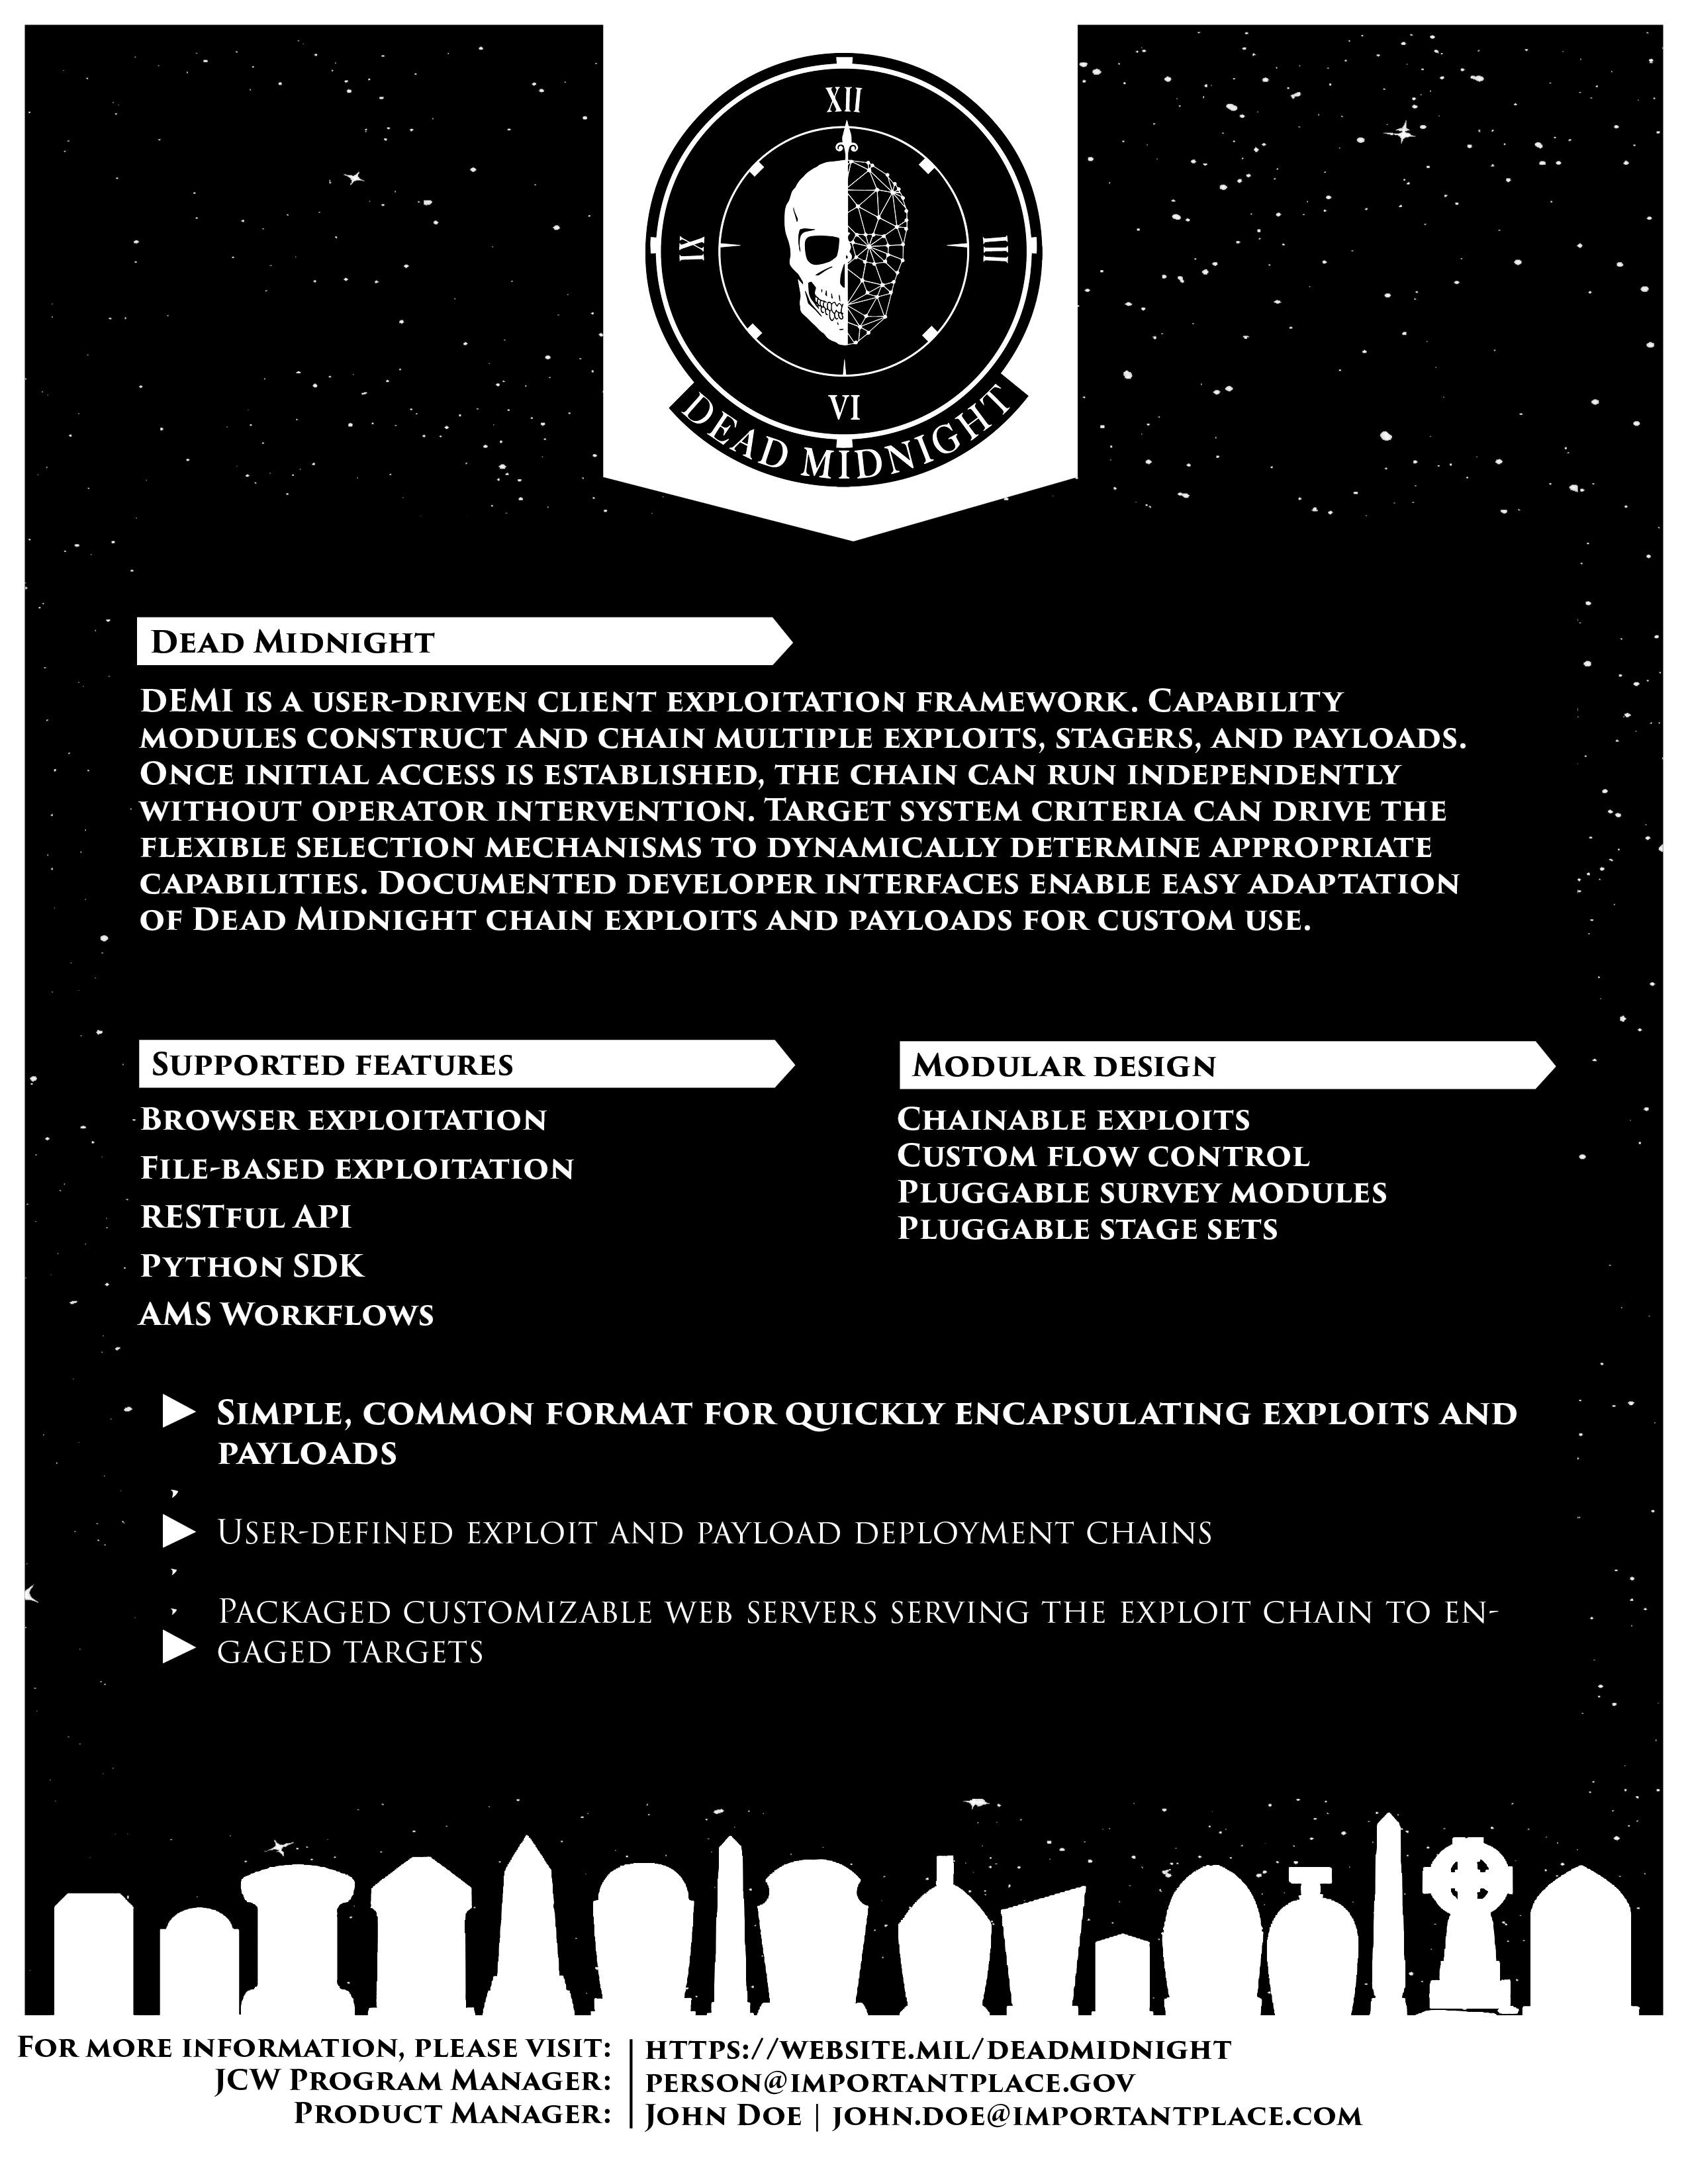 XII
IX
III
VI
DEAD MIDNIGHT
Dead Midnight
DEMI is a user-driven client exploitation framework. Capability
modules construct and chain multiple exploits, stagers, and payloads.
Once initial access is established, the chain can run independently
without operator intervention. Target system criteria can drive the
flexible selection mechanisms to dynamically determine appropriate
capabilities. Documented developer interfaces enable easy adaptation
of Dead Midnight chain exploits and payloads for custom use.
Supported features
Browser exploitation
File-based exploitation
RESTful API
Python SDK
AMS Workflows
Modular design
Chainable exploits
Custom flow control
Pluggable survey modules
Pluggable stage sets
Simple, common format for quickly encapsulating exploits and
payloads
User-defined exploit and payload deployment chains
Packaged customizable web servers serving the exploit chain to en-
gaged targets
For more information, please visit: https://website.mil/deadmidnight
JCW Program Manager: person@importantplace.gov
Product Manager: John Doe | john.doe@importantplace.com